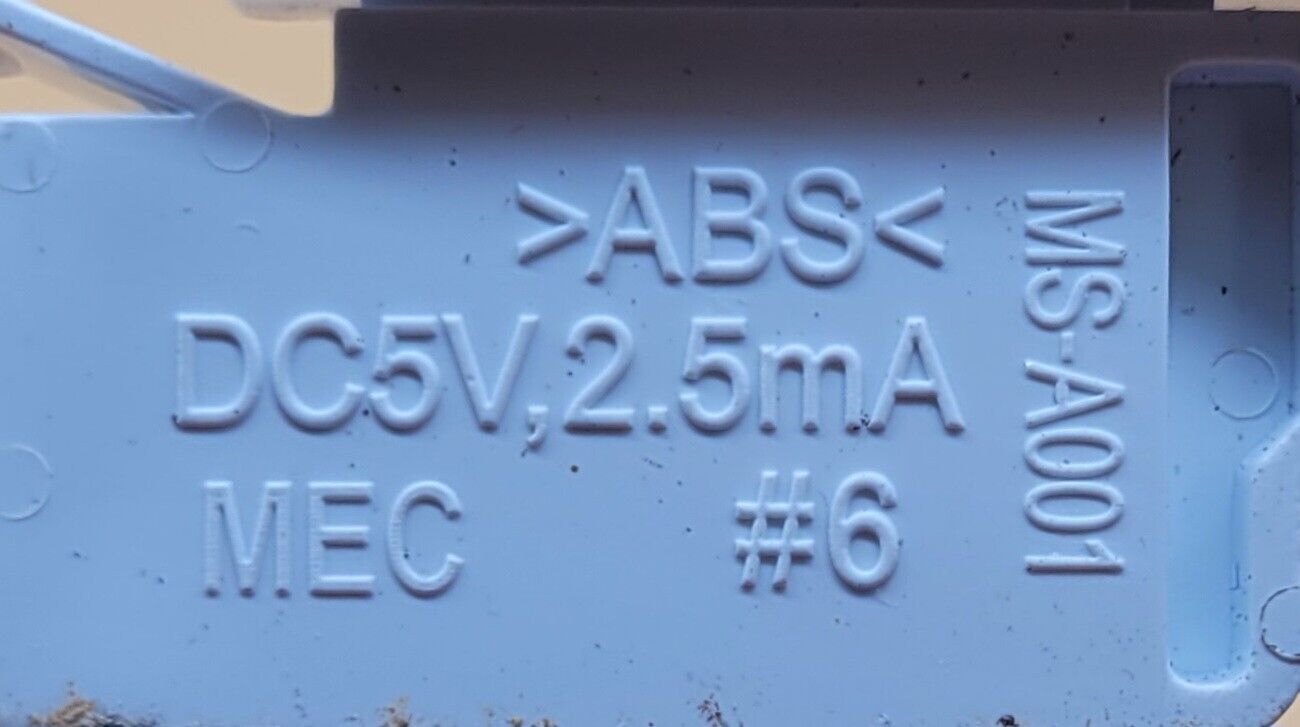 >ABS<
DC5V,2.5mA
MEC #6
MS-A001